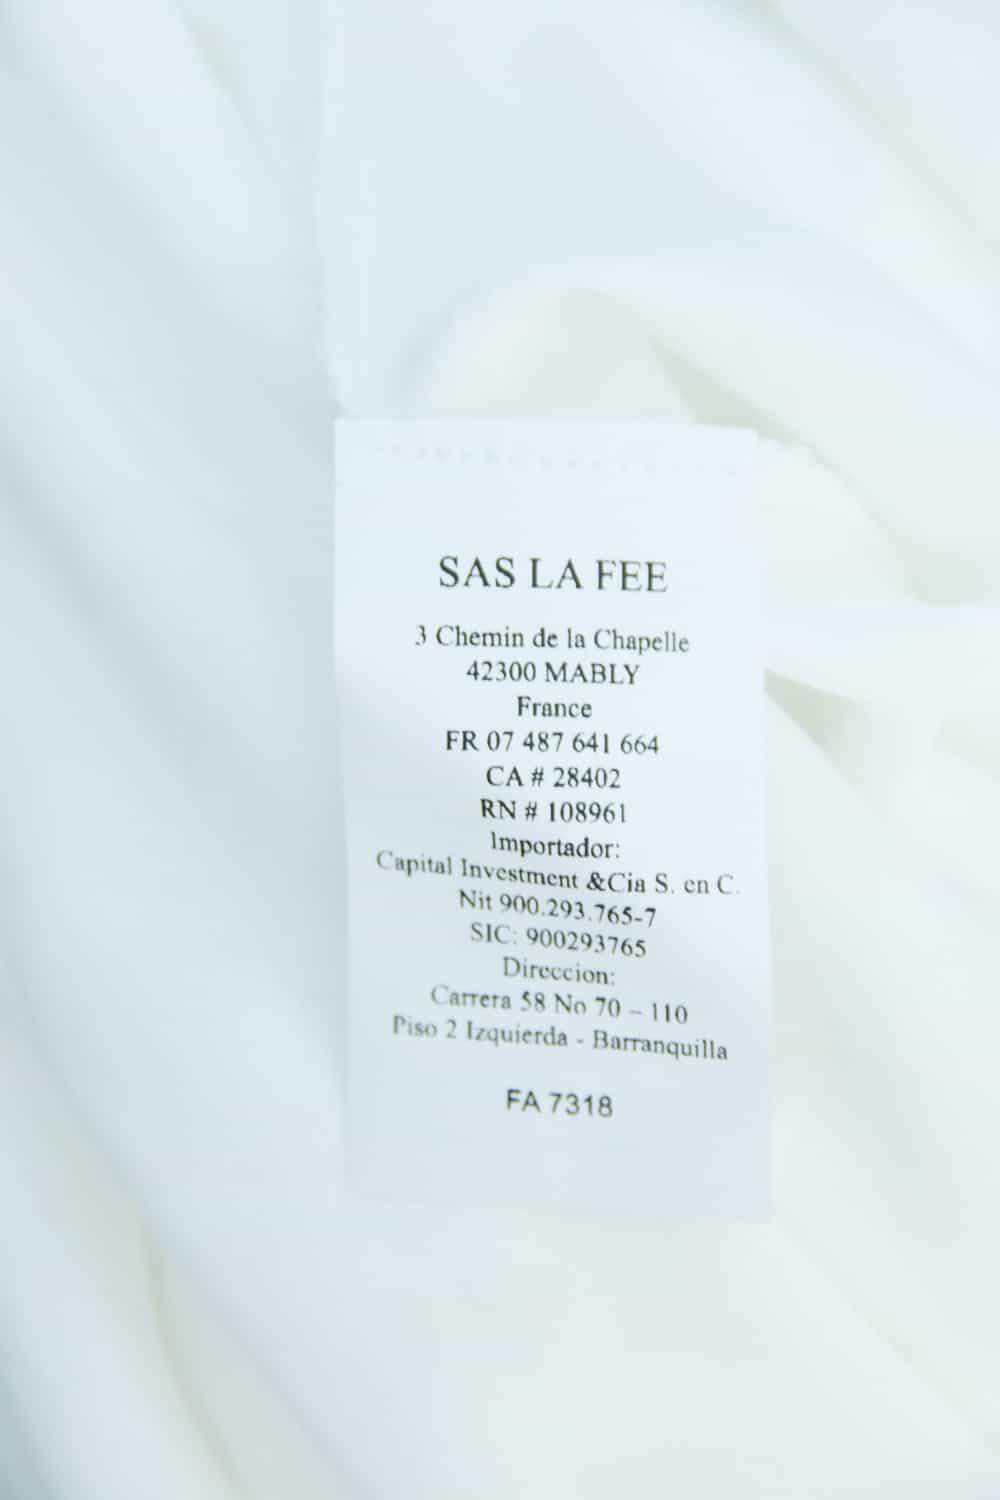 SAS LA FEE
3 Chemin de la Chapelle
42300 MABLY
France
FR 07 487 641 664
CA # 28402
RN # 108961
Importador:
Capital Investment &Cia S. en C.
Nit 900.293.765-7
SIC: 900293765
Direccion:
Carrera 58 No 70 – 110
Piso 2 Izquierda - Barranquilla
FA 7318